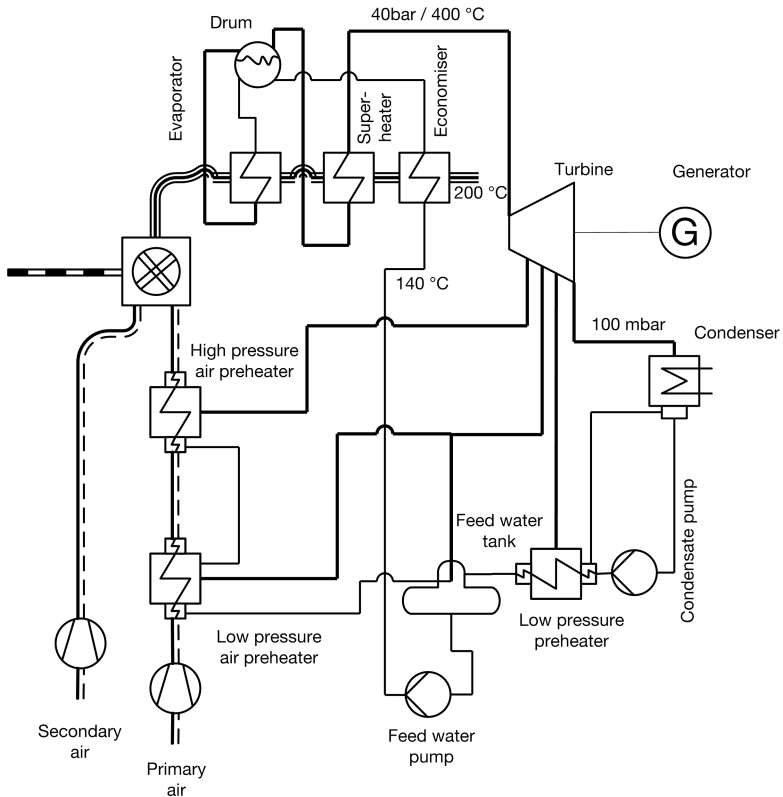 40bar / 400 °C
Drum
Evaporator
Super-
heater
Economiser
200 °C
Turbine
Generator
G
140 °C
100 mbar
Condenser
High pressure
air preheater
Feed water
tank
Condensate pump
Low pressure
preheater
Low pressure
air preheater
Secondary
air
Feed water
pump
Primary
air